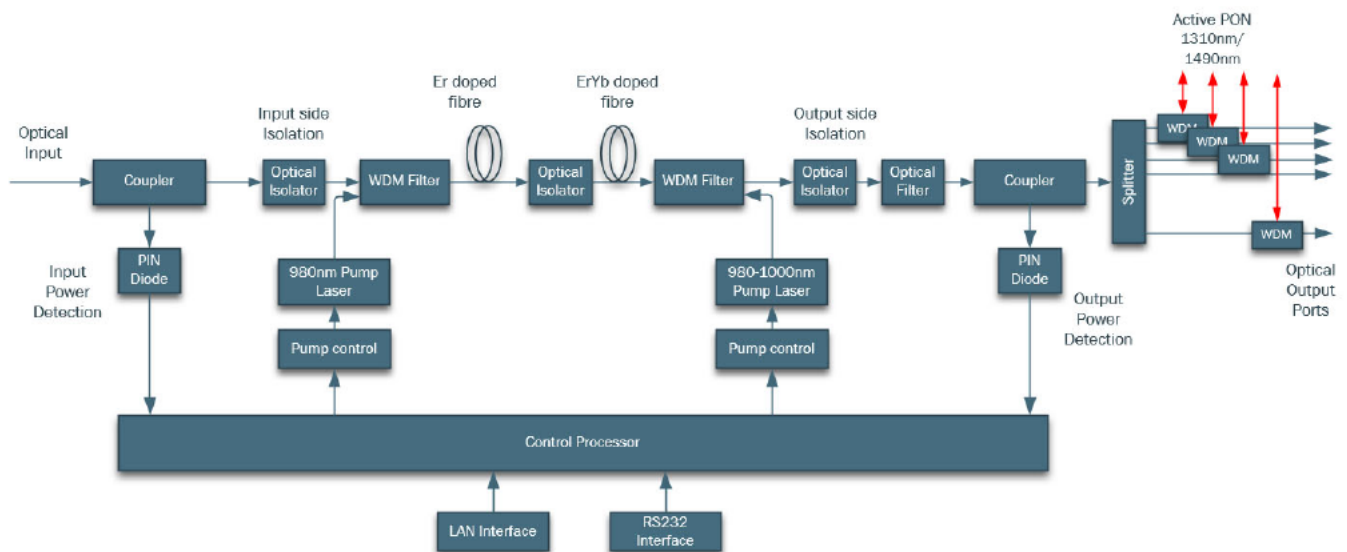 Active PON
1310nm/
1490nm
Er doped
fibre
ErYb doped
fibre
Input side
Isolation
Output side
Isolation
Optical
Input
Coupler
Optical
Isolator
WDM Filter
Optical
Isolator
WDM Filter
Optical
Isolator
Optical
Filter
Coupler
Splitter
WDM
WDM
WDM
WDM
Input
Power
Detection
PIN
Diode
980nm Pump
Laser
980-1000nm
Pump Laser
PIN
Diode
Output
Power
Detection
Optical
Output
Ports
Pump control
Pump control
Control Processor
LAN Interface
RS232
Interface